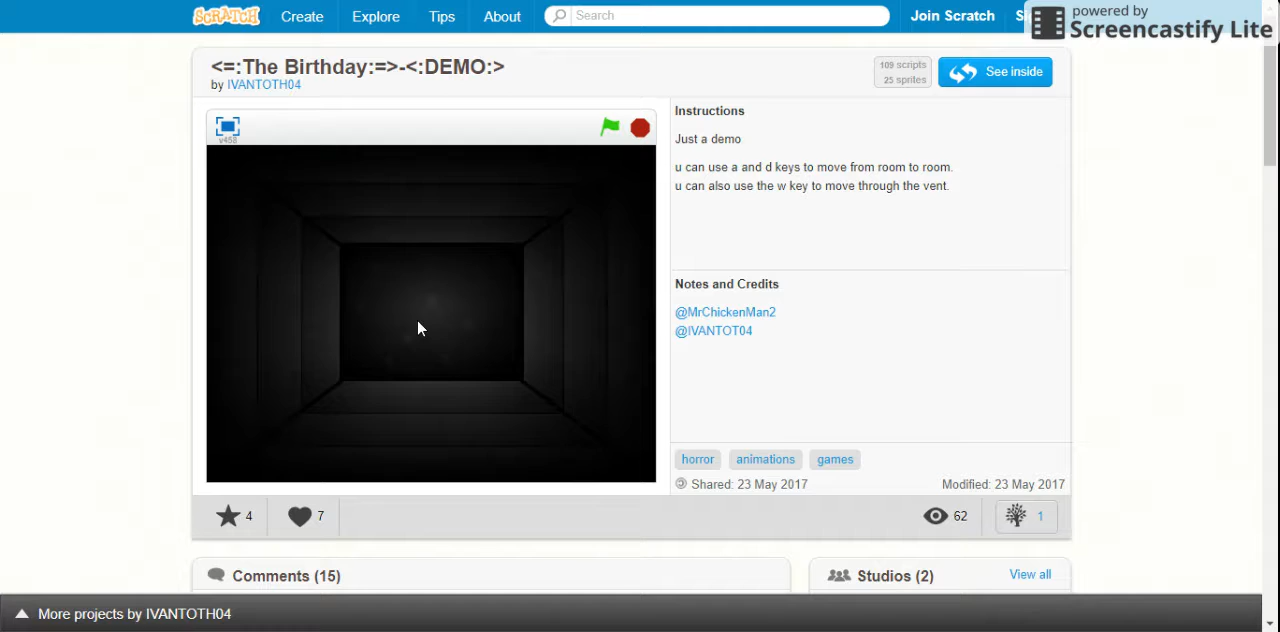 SCRATCH Create Explore Tips About Search Join Scratch
powered by
Screencastify Lite
<=:The Birthday:=>-<:DEMO:>
by IVANTOTH04
109 scripts
25 sprites
See inside
v458
Instructions
Just a demo
u can use a and d keys to move from room to room.
u can also use the w key to move through the vent.
Notes and Credits
@MrChickenMan2
@IVANTOT04
horror animations games
Shared: 23 May 2017 Modified: 23 May 2017
4 7 62 1
Comments (15)
Studios (2) View all
More projects by IVANTOTH04